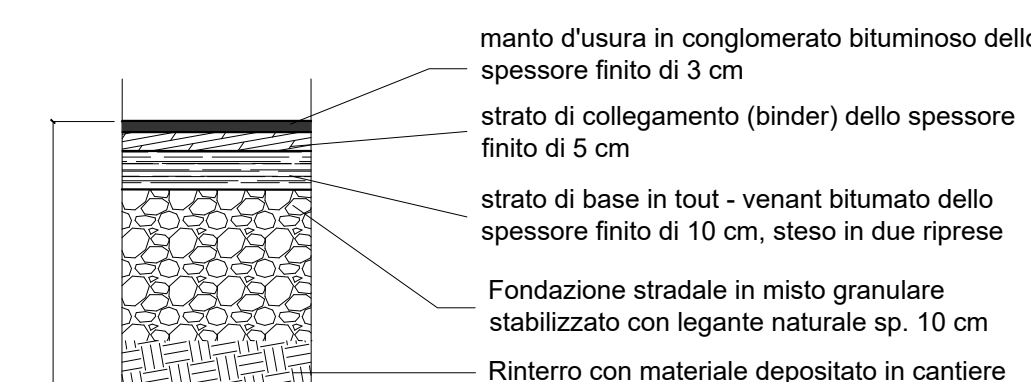 manto d'usura in conglomerato bituminoso dello
spessore finito di 3 cm
strato di collegamento (binder) dello spessore
finito di 5 cm
strato di base in tout - venant bitumato dello
spessore finito di 10 cm, steso in due riprese
Fondazione stradale in misto granulare
stabilizzato con legante naturale sp. 10 cm
Rinterro con materiale depositato in cantiere